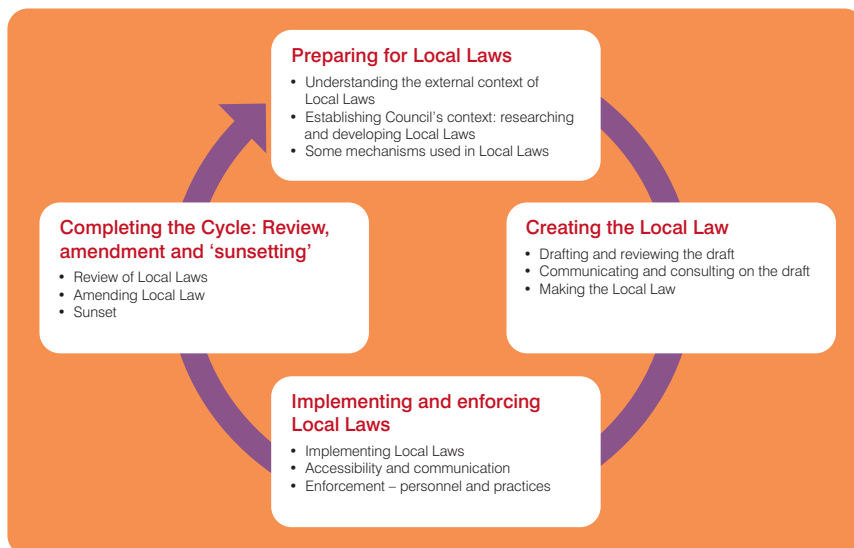 Preparing for Local Laws
• Understanding the external context of
Local Laws
• Establishing Council's context: researching
and developing Local Laws
• Some mechanisms used in Local Laws
Creating the Local Law
• Drafting and reviewing the draft
• Communicating and consulting on the draft
• Making the Local Law
Implementing and enforcing
Local Laws
• Implementing Local Laws
• Accessibility and communication
• Enforcement – personnel and practices
Completing the Cycle: Review,
amendment and ‘sunsetting’
• Review of Local Laws
• Amending Local Law
• Sunset